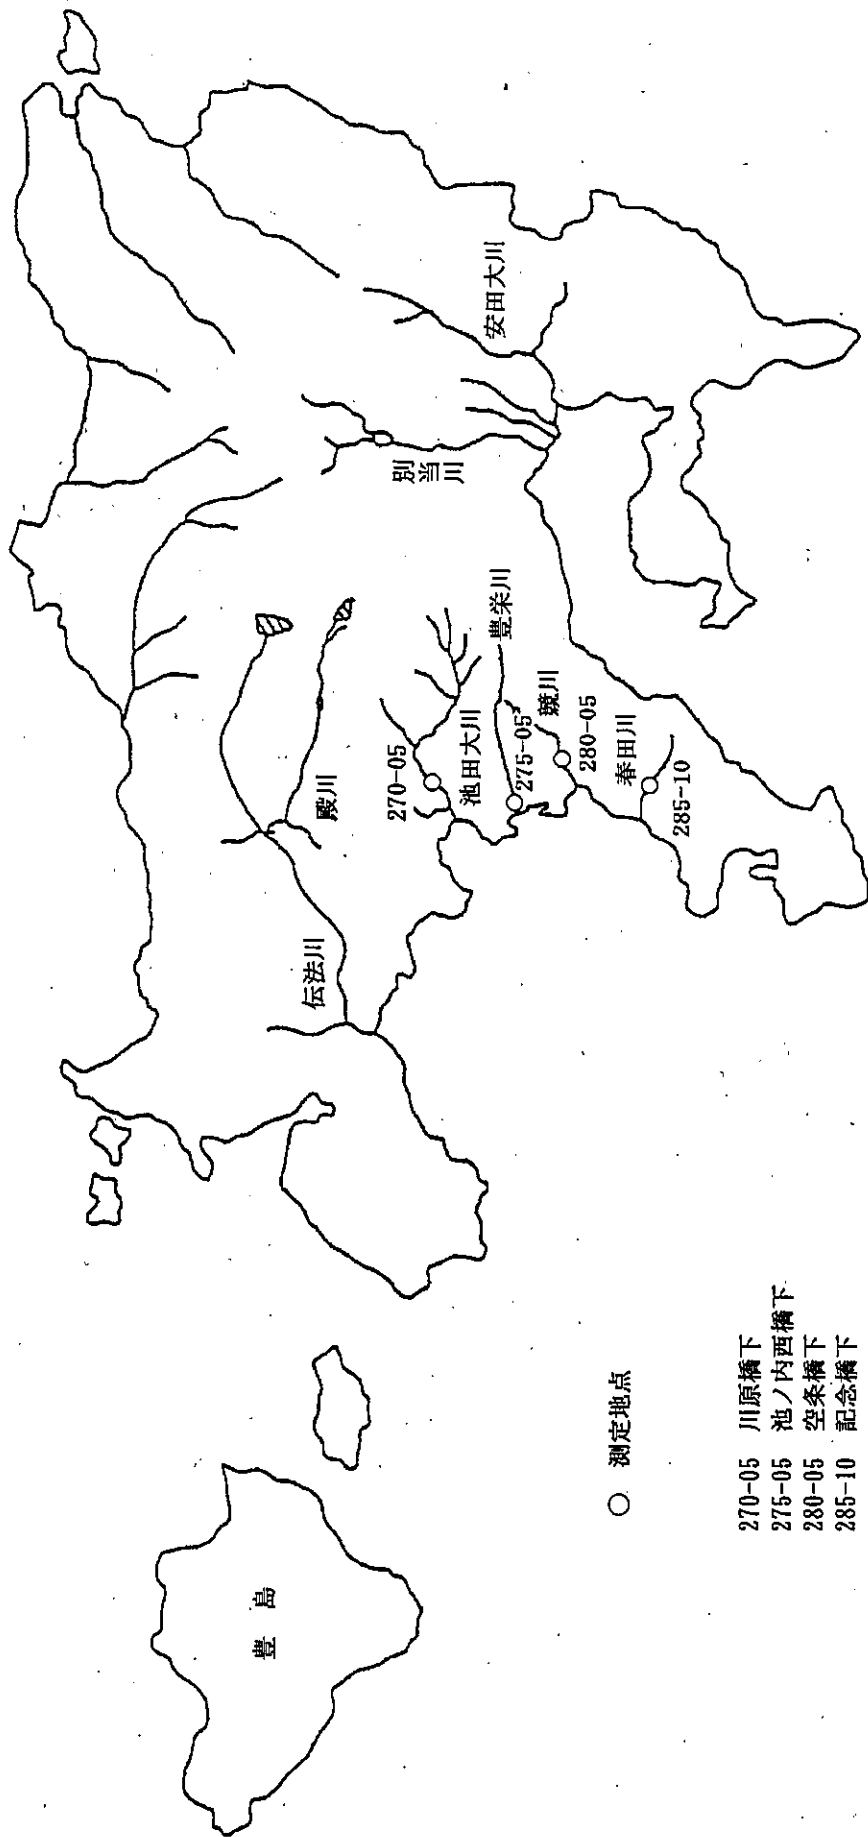 安田大川
別当川
豊栄川
競川
280-05
春田川
285-10
275-05
池田大川
270-05
殿川
伝法川
豊島
○ 測定地点
270-05 川原橋下
275-05 池ノ内西橋下
280-05 空条橋下
285-10 記念橋下